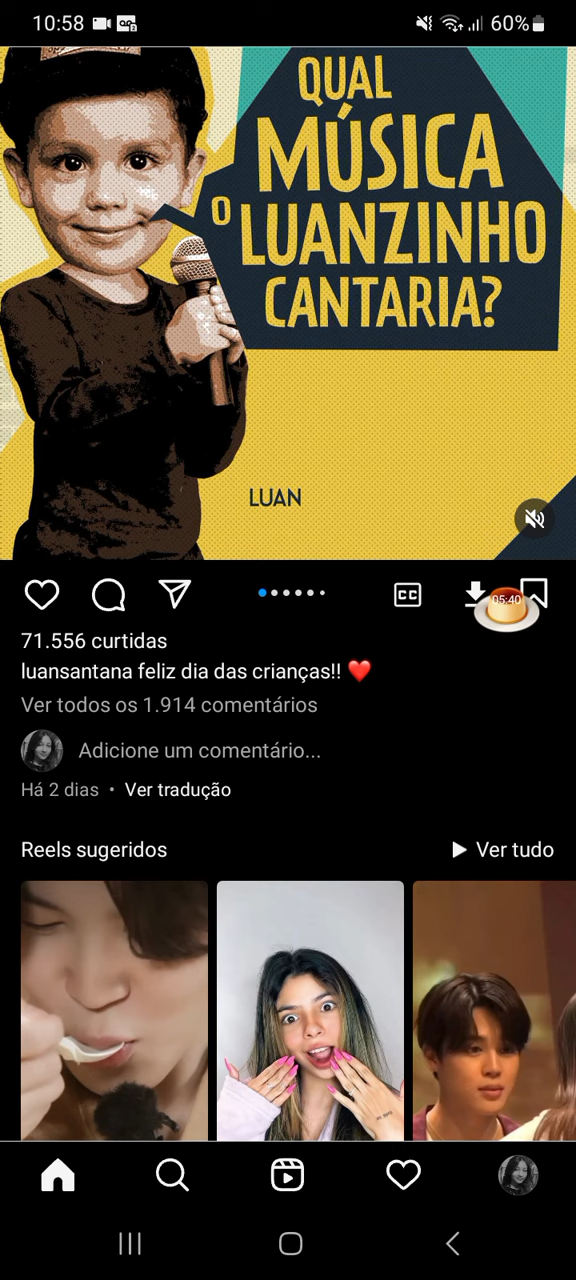 10:58
60%
QUAL
MÚSICA
O LUANZINHO
CANTARIA?
LUAN
CC
05:40
71.556 curtidas
luansantana feliz dia das crianças!! ❤️
Ver todos os 1.914 comentários
Adicione um comentário...
Há 2 dias • Ver tradução
Reels sugeridos
Ver tudo